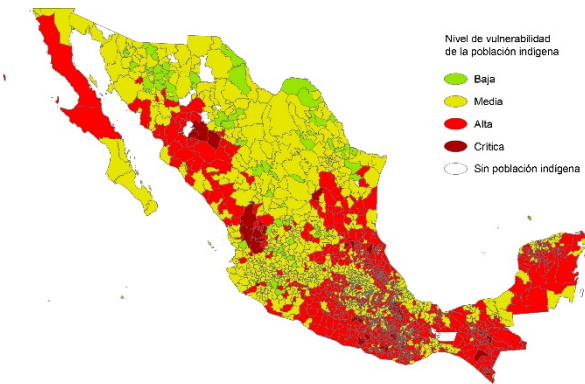 Nivel de vulnerabilidad
de la población indígena
Baja
Media
Alta
Crítica
Sin población indígena